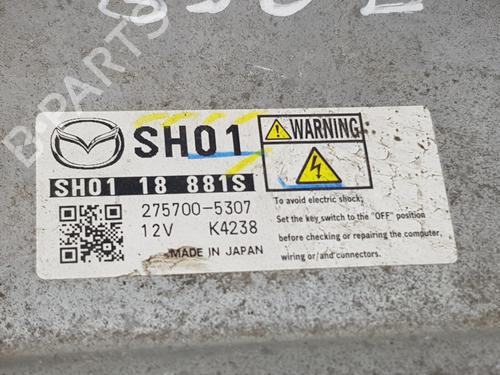 B-PARTS
SH01
WARNING
SH01 18 881S
275700-5307
12V K4238
MADE IN JAPAN
To avoid electric shock;
Set the key switch to the "OFF" position
before checking or repairing the computer,
wiring or/and connectors.